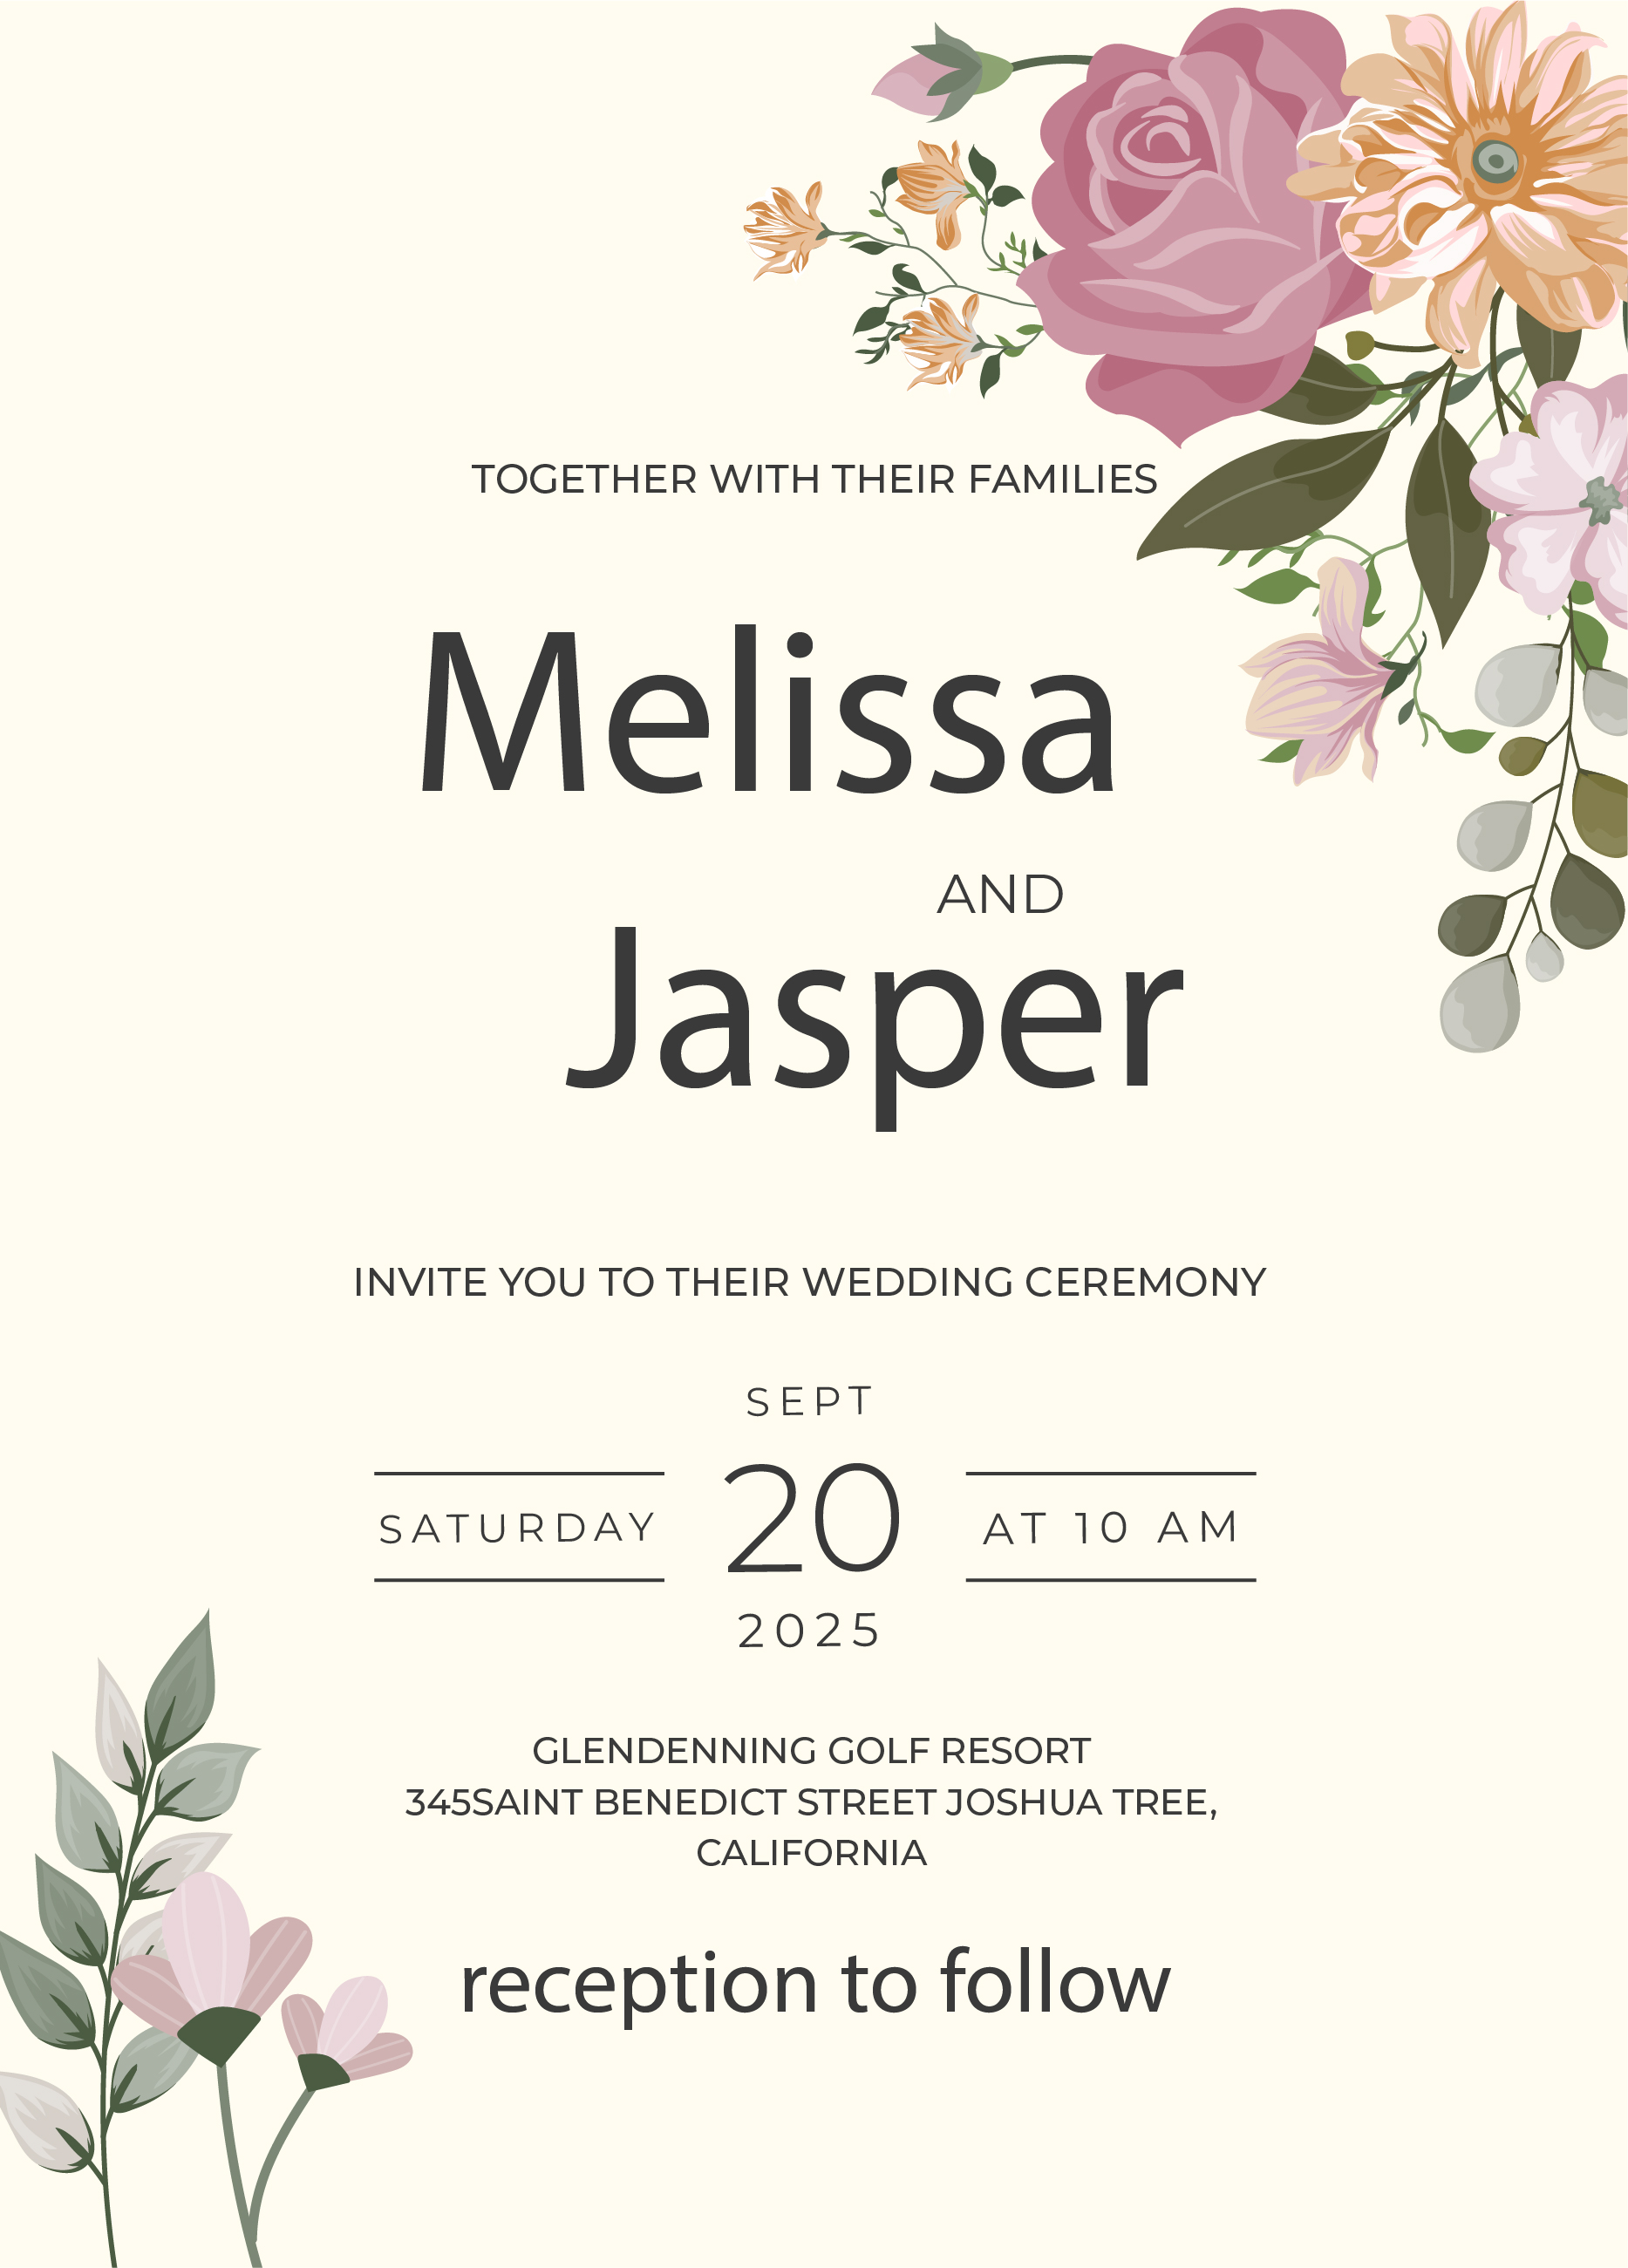 TOGETHER WITH THEIR FAMILIES
Melissa
AND
Jasper
INVITE YOU TO THEIR WEDDING CEREMONY
SEPT
SATURDAY 20 AT 10 AM
2025
GLENDENNING GOLF RESORT
345SAINT BENEDICT STREET JOSHUA TREE,
CALIFORNIA
reception to follow